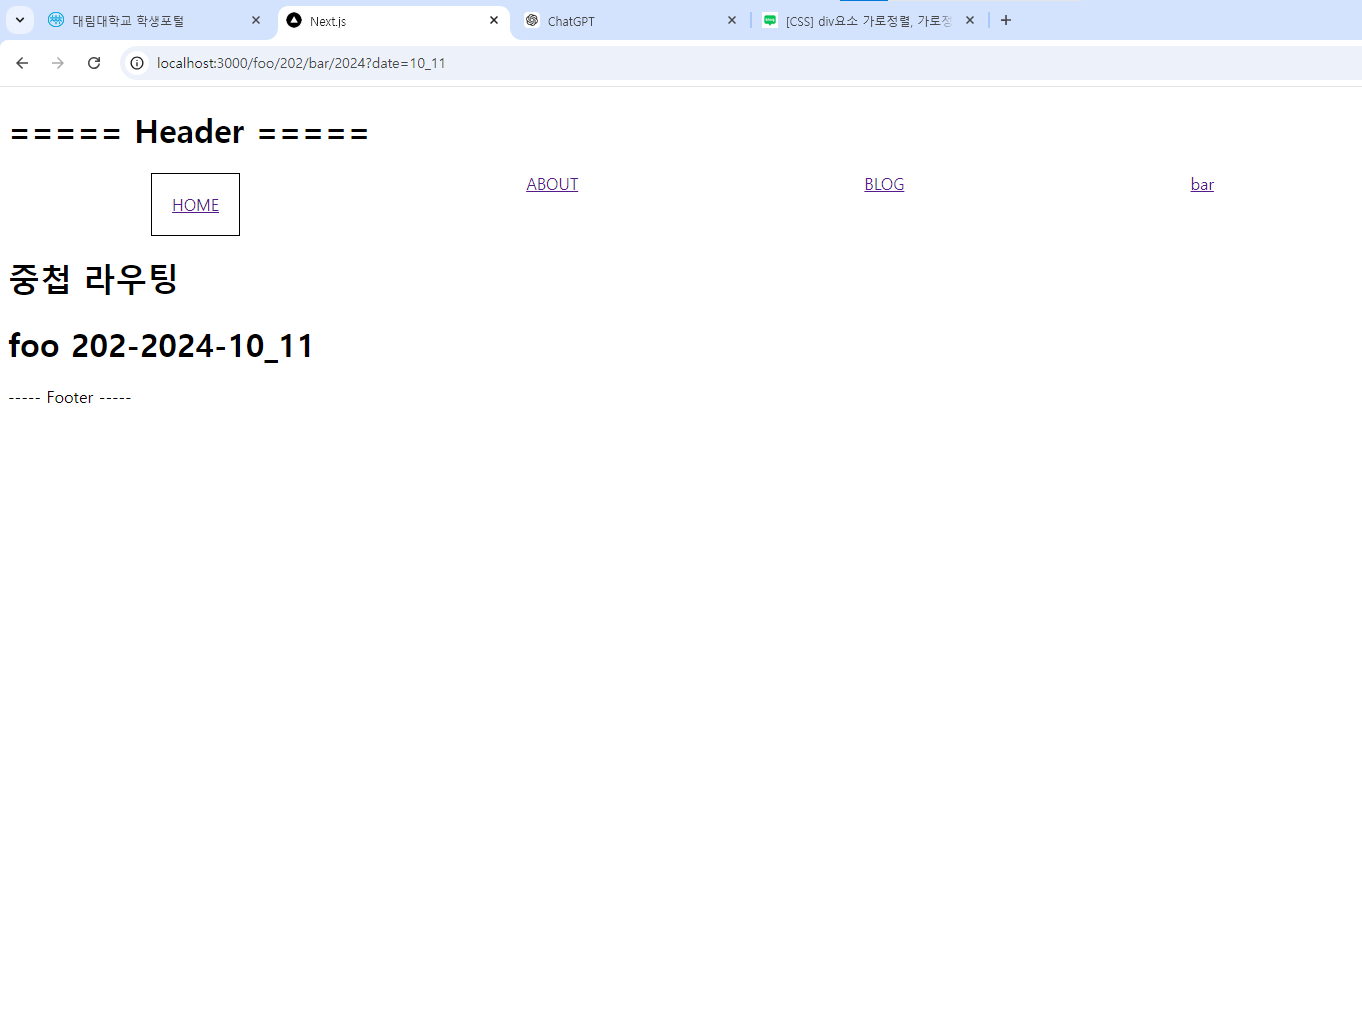 대림대학교 학생포털
Next.js
ChatGPT
[CSS] div요소 가로정렬, 가로정
localhost:3000/foo/202/bar/2024?date=10_11
===== Header =====
HOME ABOUT BLOG bar
중첩 라우팅
foo 202-2024-10_11
----- Footer -----